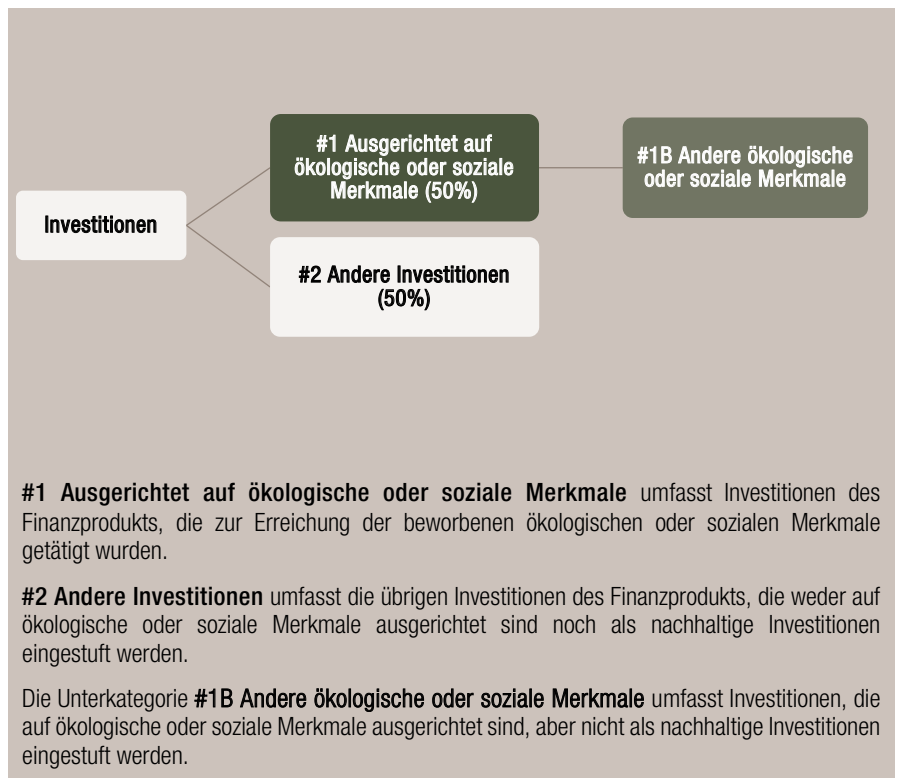 #1 Ausgerichtet auf
ökologische oder soziale
Merkmale (50%)
#1B Andere ökologische
oder soziale Merkmale
Investitionen
#2 Andere Investitionen
(50%)
#1 Ausgerichtet auf ökologische oder soziale Merkmale umfasst Investitionen des
Finanzprodukts, die zur Erreichung der beworbenen ökologischen oder sozialen Merkmale
getätigt wurden.
#2 Andere Investitionen umfasst die übrigen Investitionen des Finanzprodukts, die weder auf
ökologische oder soziale Merkmale ausgerichtet sind noch als nachhaltige Investitionen
eingestuft werden.
Die Unterkategorie #1B Andere ökologische oder soziale Merkmale umfasst Investitionen, die
auf ökologische oder soziale Merkmale ausgerichtet sind, aber nicht als nachhaltige Investitionen
eingestuft werden.